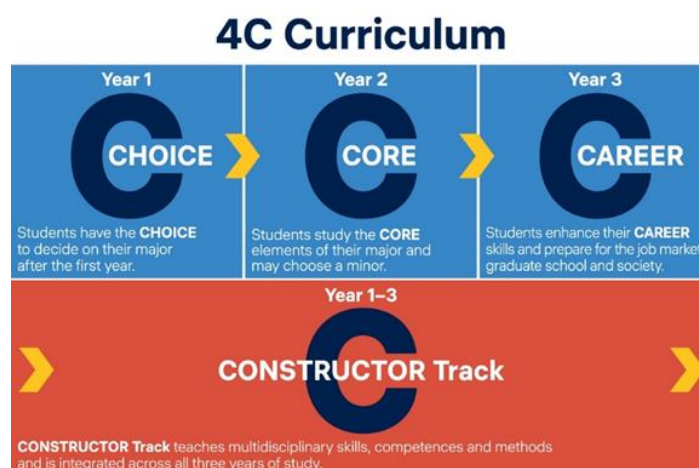 4C Curriculum
Year 1
C
CHOICE
Students have the CHOICE
to decide on their major
after the first year.
Year 2
C
CORE
Students study the CORE
elements of their major and
may choose a minor.
Year 3
C
CAREER
Students enhance their CAREER
skills and prepare for the job market
graduate school and society.
Year 1–3
C
CONSTRUCTOR Track
CONSTRUCTOR Track teaches multidisciplinary skills, competences and methods
and is integrated across all three years of study.